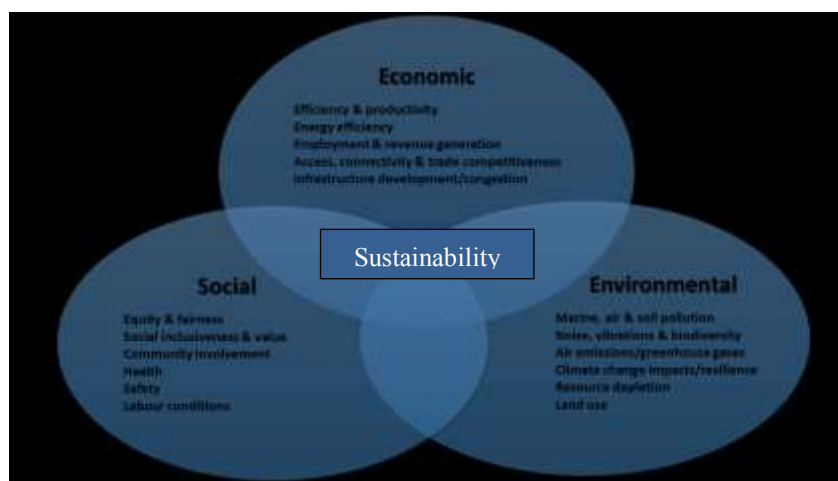 Economic
Efficiency & productivity
Energy efficiency
Employment & revenue generation
Access, connectivity & trade competitiveness
Infrastructure development/congestion
Sustainability
Social
Equity & fairness
Social inclusiveness & value
Community involvement
Health
Safety
Labour conditions
Environmental
Marine, air & soil pollution
Noise, vibrations & biodiversity
Air emissions/greenhouse gases
Climate change impacts/resilience
Resource depletion
Land use